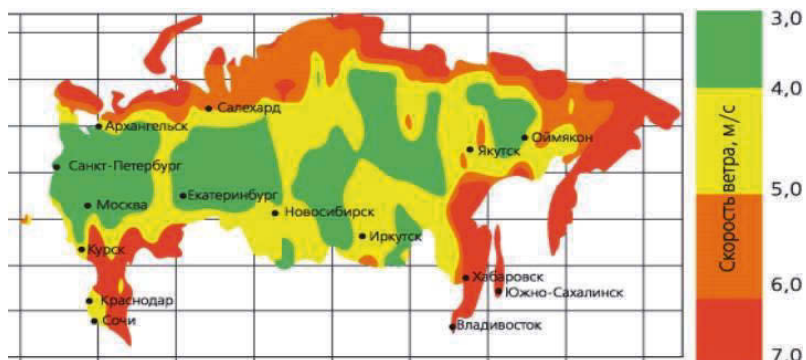 Салехард
Архангельск
Оймякон
Якутск
Санкт-Петербург
Екатеринбург
Москва
Новосибирск
Иркутск
Курск
Хабаровск
Южно-Сахалинск
Краснодар
Сочи
Владивосток
3,0
4,0
5,0
6,0
7,0
Скорость ветра, м/с